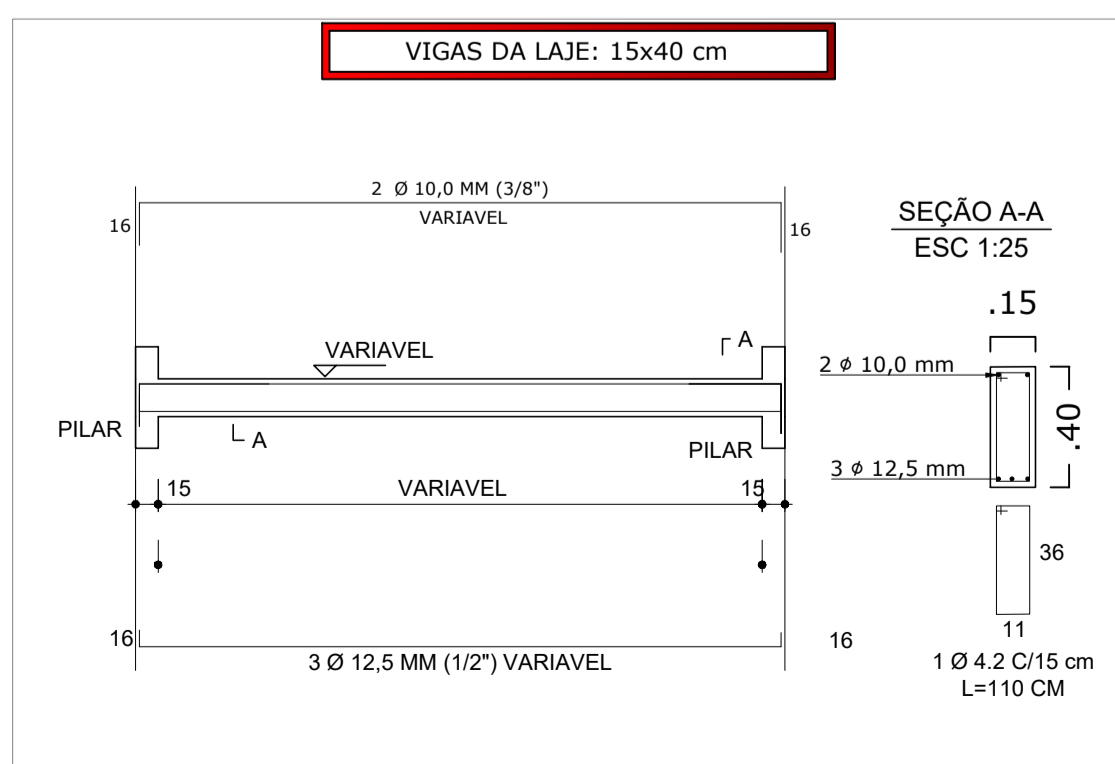 VIGAS DA LAJE: 15x40 cm
2 Ø 10,0 MM (3/8")
VARIAVEL
16
16
SEÇÃO A-A
ESC 1:25
.15
VARIAVEL
A
2 ø 10,0 mm
.40
PILAR
A
PILAR
3 ø 12,5 mm
15
VARIAVEL
15
36
11
16
3 Ø 12,5 MM (1/2") VARIAVEL
16
1 Ø 4.2 C/15 cm
L=110 CM